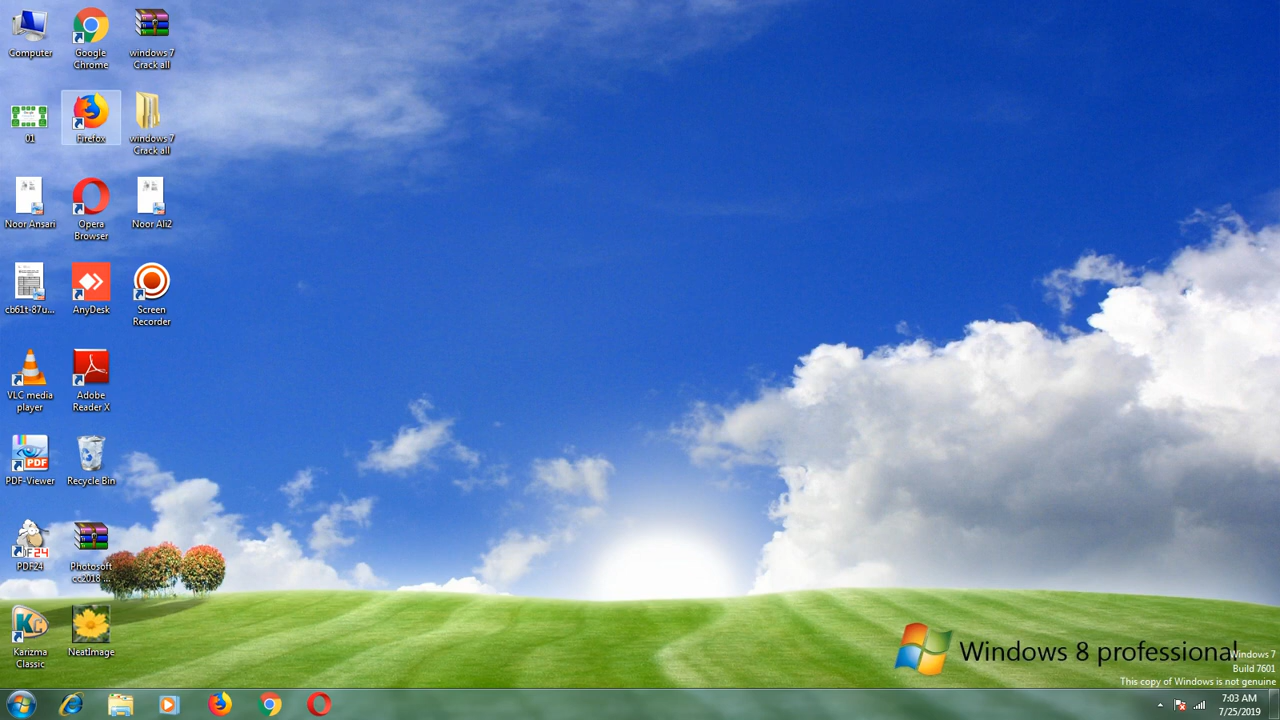 Computer
Google
Chrome
windows 7
Crack all
01
Firefox
windows 7
Crack all
Noor Ansari
Opera
Browser
Noor Ali2
cb61t-87u...
AnyDesk
Screen
Recorder
VLC media
player
Adobe
Reader X
PDF
PDF-Viewer
Recycle Bin
PDF24
Photosoft
cc2018 ...
KC
Karizma
Classic
NeatImage
Windows 8 professional
Windows 7
Build 7601
This copy of Windows is not genuine
7:03 AM
7/25/2019